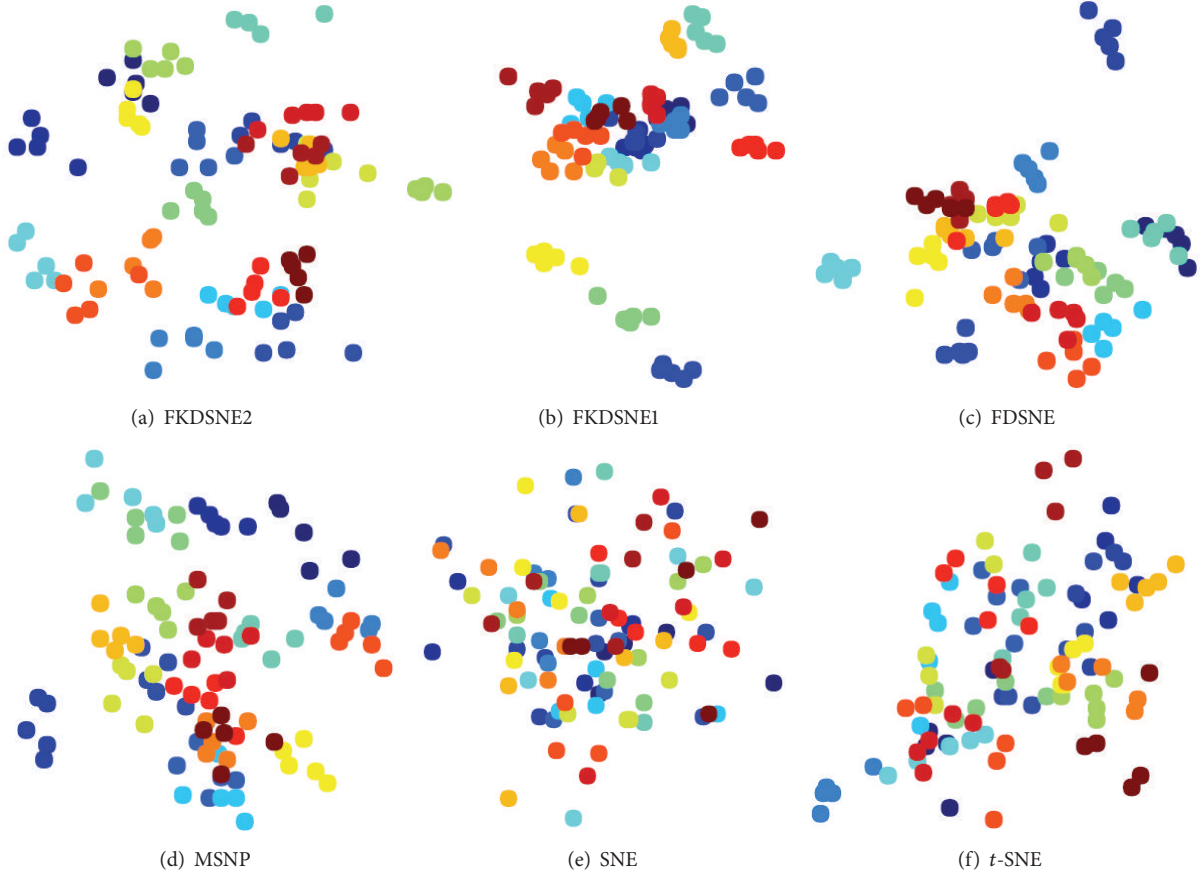 (a) FKDSNE2
(b) FKDSNE1
(c) FDSNE
(d) MSNP
(e) SNE
(f) t-SNE